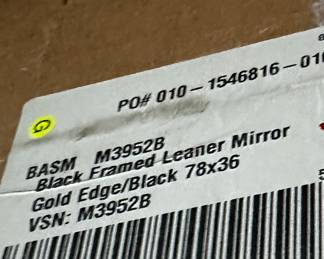 PO# 010-1546816-01
G
BASM M3952B
Black Framed Leaner Mirror
Gold Edge/Black 78x36
VSN: M3952B